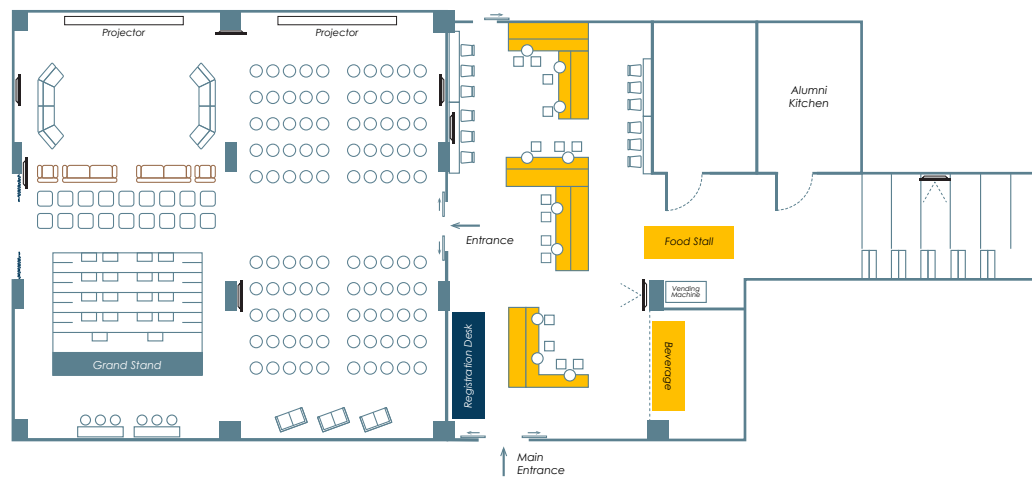 Projector
Projector
Alumni
Kitchen
Entrance
Food Stall
Vending
Machine
Registration Desk
Beverage
Grand Stand
Main
Entrance